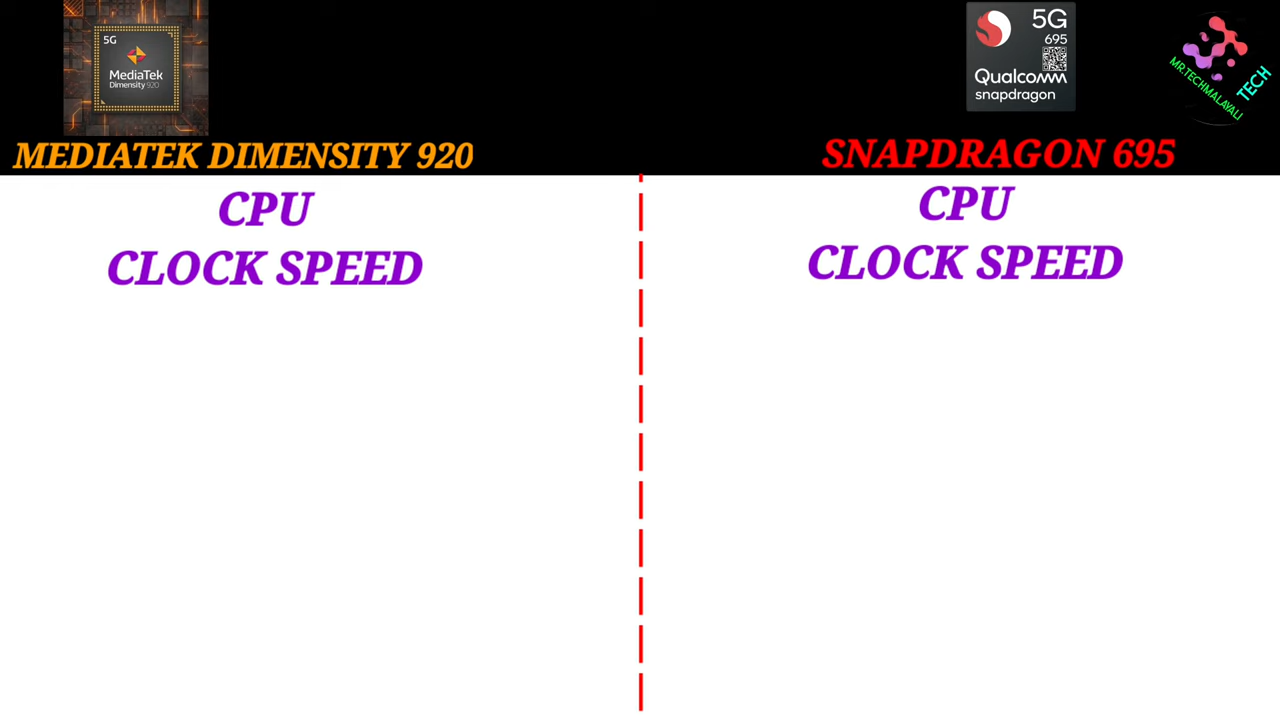 5G
MediaTek
Dimensity 920
MEDIATEK DIMENSITY 920
CPU
CLOCK SPEED
5G
695
Qualcomm
snapdragon
MR.TECHMALAYALI
TECH
SNAPDRAGON 695
CPU
CLOCK SPEED